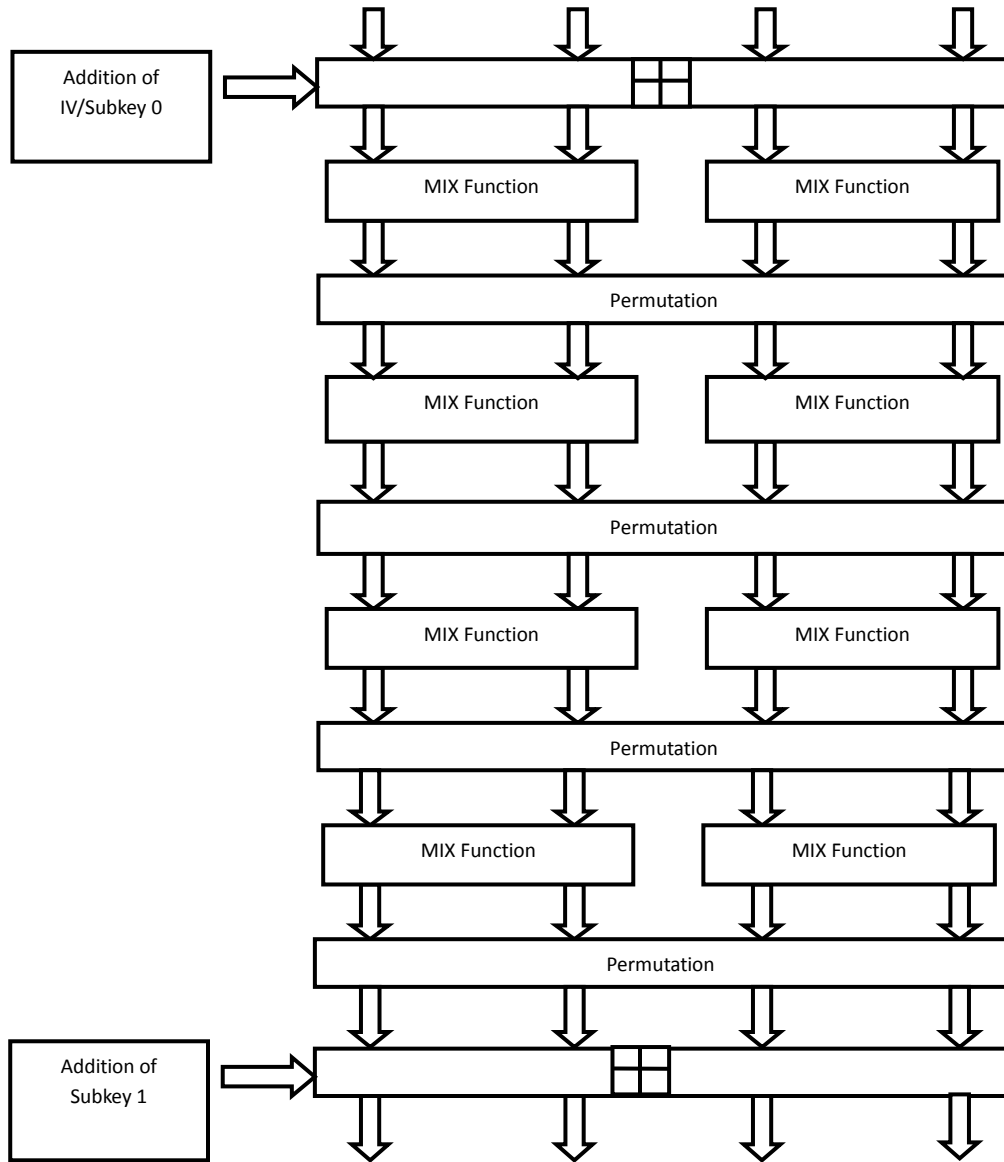 Addition of
IV/Subkey 0
MIX Function
MIX Function
Permutation
MIX Function
MIX Function
Permutation
MIX Function
MIX Function
Permutation
MIX Function
MIX Function
Permutation
Addition of
Subkey 1